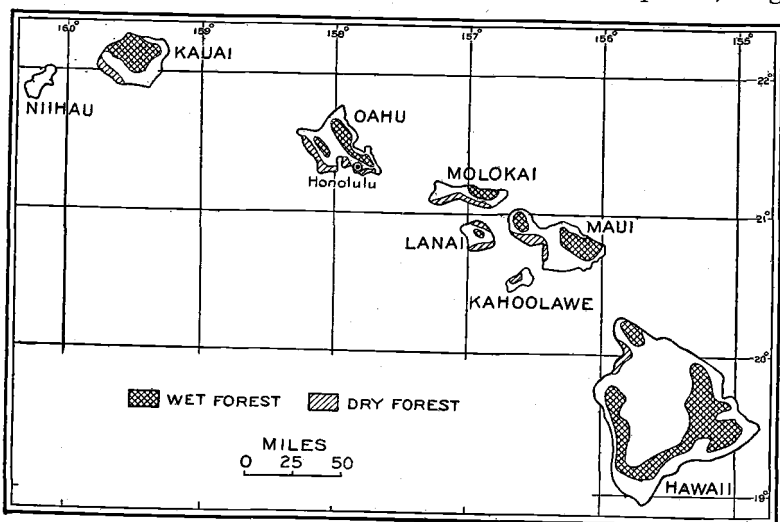 160° 159° 158° 157° 156° 155°
KAUAI
22°
NIIHAU
OAHU
Honolulu
MOLOKAI
21°
LANAI
MAUI
KAHOOLAWE
20°
WET FOREST DRY FOREST
MILES
0 25 50
HAWAII
19°